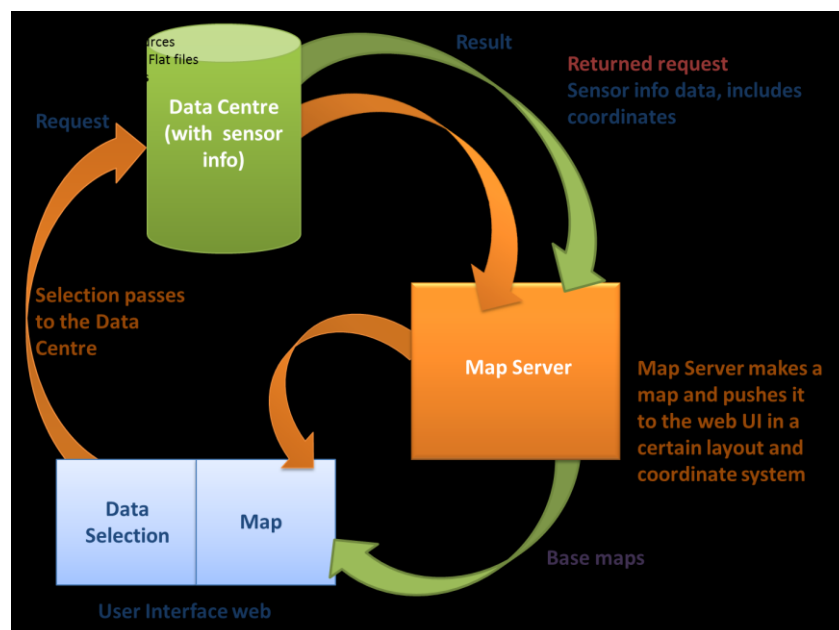 Flat files
Result
Returned request
Sensor info data, includes
coordinates
Data Centre
(with sensor
info)
Request
Selection passes
to the Data
Centre
Map Server
Map Server makes a
map and pushes it
to the web UI in a
certain layout and
coordinate system
Data
Selection
Map
Base maps
User Interface web